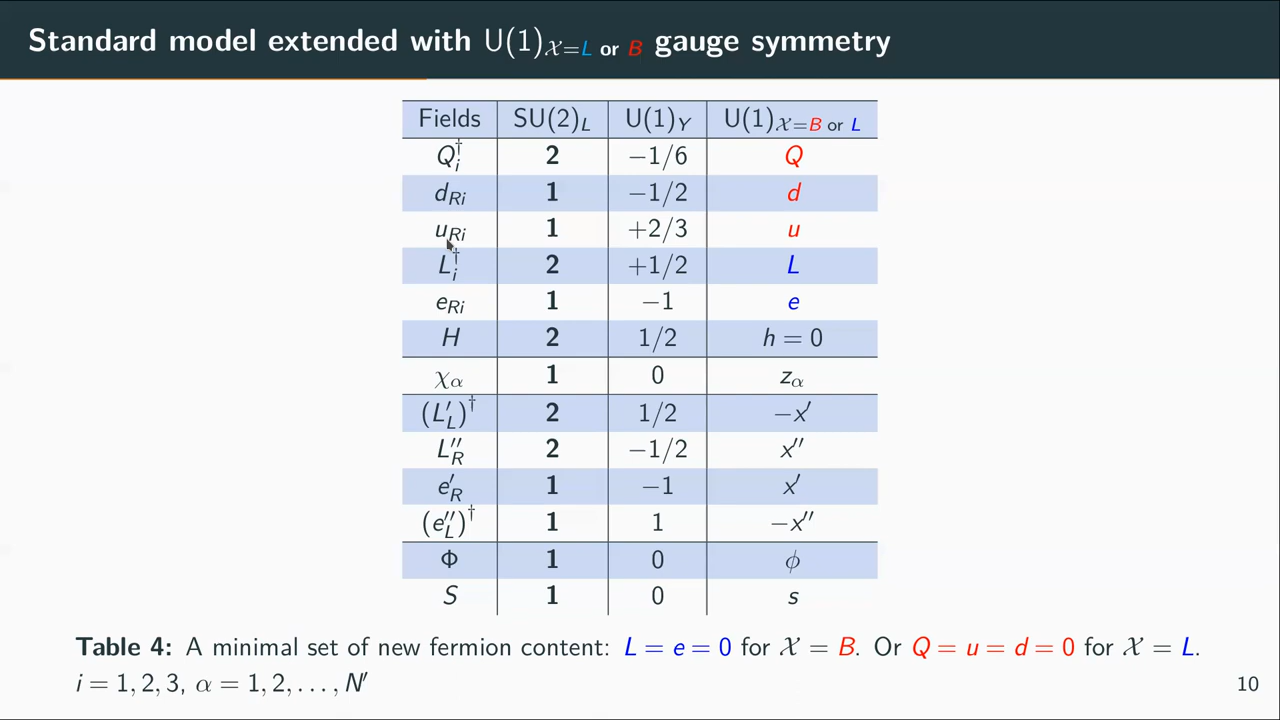 Standard model extended with U(1)𝒳=L or B gauge symmetry
Fields SU(2)L U(1)Y U(1)𝒳=B or L
Qi† 2 −1/6 Q
dRi 1 −1/2 d
uRi 1 +2/3 u
Li† 2 +1/2 L
eRi 1 −1 e
H 2 1/2 h = 0
χα 1 0 zα
(L′L)† 2 1/2 −x′
L″R 2 −1/2 x″
e′R 1 −1 x′
(e″L)† 1 1 −x″
Φ 1 0 ϕ
S 1 0 s
Table 4: A minimal set of new fermion content: L = e = 0 for 𝒳 = B. Or Q = u = d = 0 for 𝒳 = L.
i = 1, 2, 3, α = 1, 2, . . . , N′
10